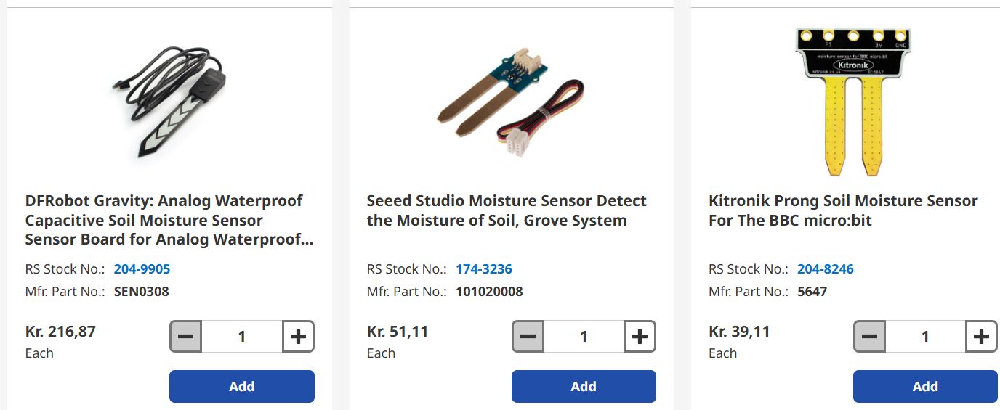 DFRobot Gravity: Analog Waterproof
Capacitive Soil Moisture Sensor
Sensor Board for Analog Waterproof...
RS Stock No.: 204-9905
Mfr. Part No.: SEN0308
Kr. 216,87
Each
1
Add
Seeed Studio Moisture Sensor Detect
the Moisture of Soil, Grove System
RS Stock No.: 174-3236
Mfr. Part No.: 101020008
Kr. 51,11
Each
1
Add
P1 3V GND
moisture sensor for BBC micro:bit
Kitronik
kitronik.co.uk SC:5647
Kitronik Prong Soil Moisture Sensor
For The BBC micro:bit
RS Stock No.: 204-8246
Mfr. Part No.: 5647
Kr. 39,11
Each
1
Add